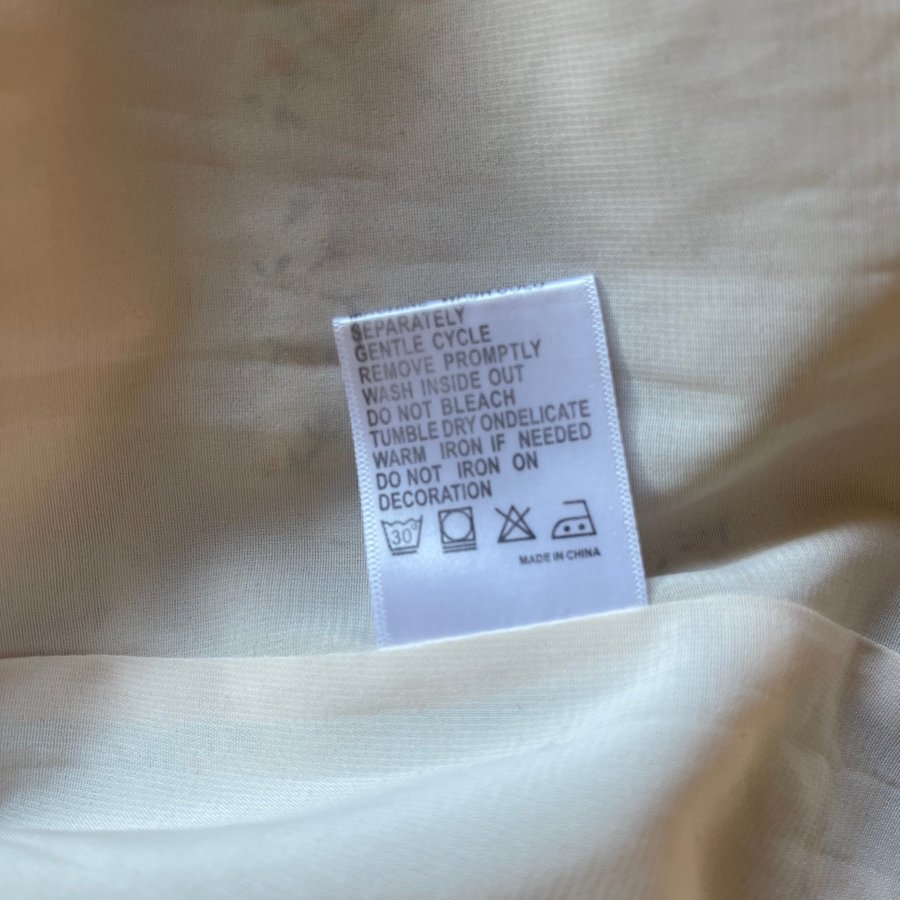 SEPARATELY
GENTLE CYCLE
REMOVE PROMPTLY
WASH INSIDE OUT
DO NOT BLEACH
TUMBLE DRY ONDELICATE
WARM IRON IF NEEDED
DO NOT IRON ON
DECORATION
30°
MADE IN CHINA